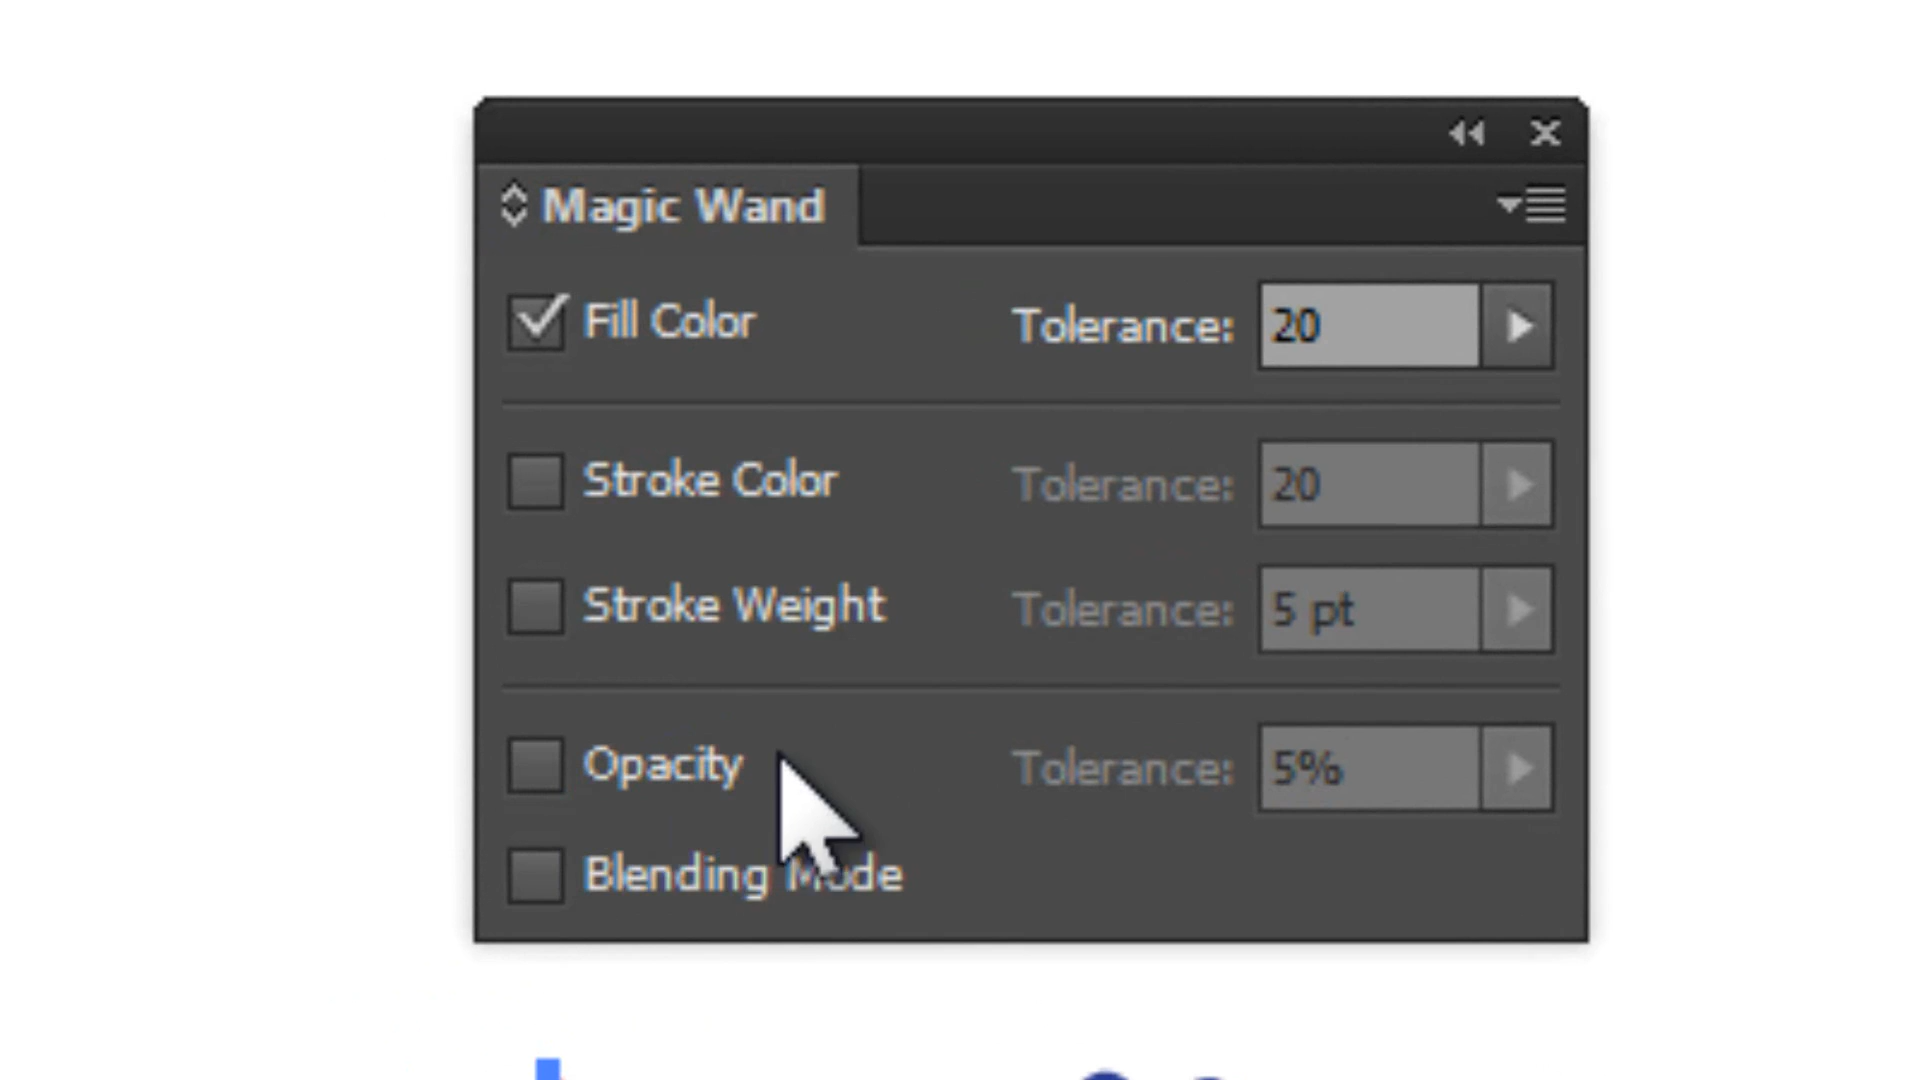 Magic Wand
Fill Color Tolerance: 20
Stroke Color Tolerance: 20
Stroke Weight Tolerance: 5 pt
Opacity Tolerance: 5%
Blending Mode